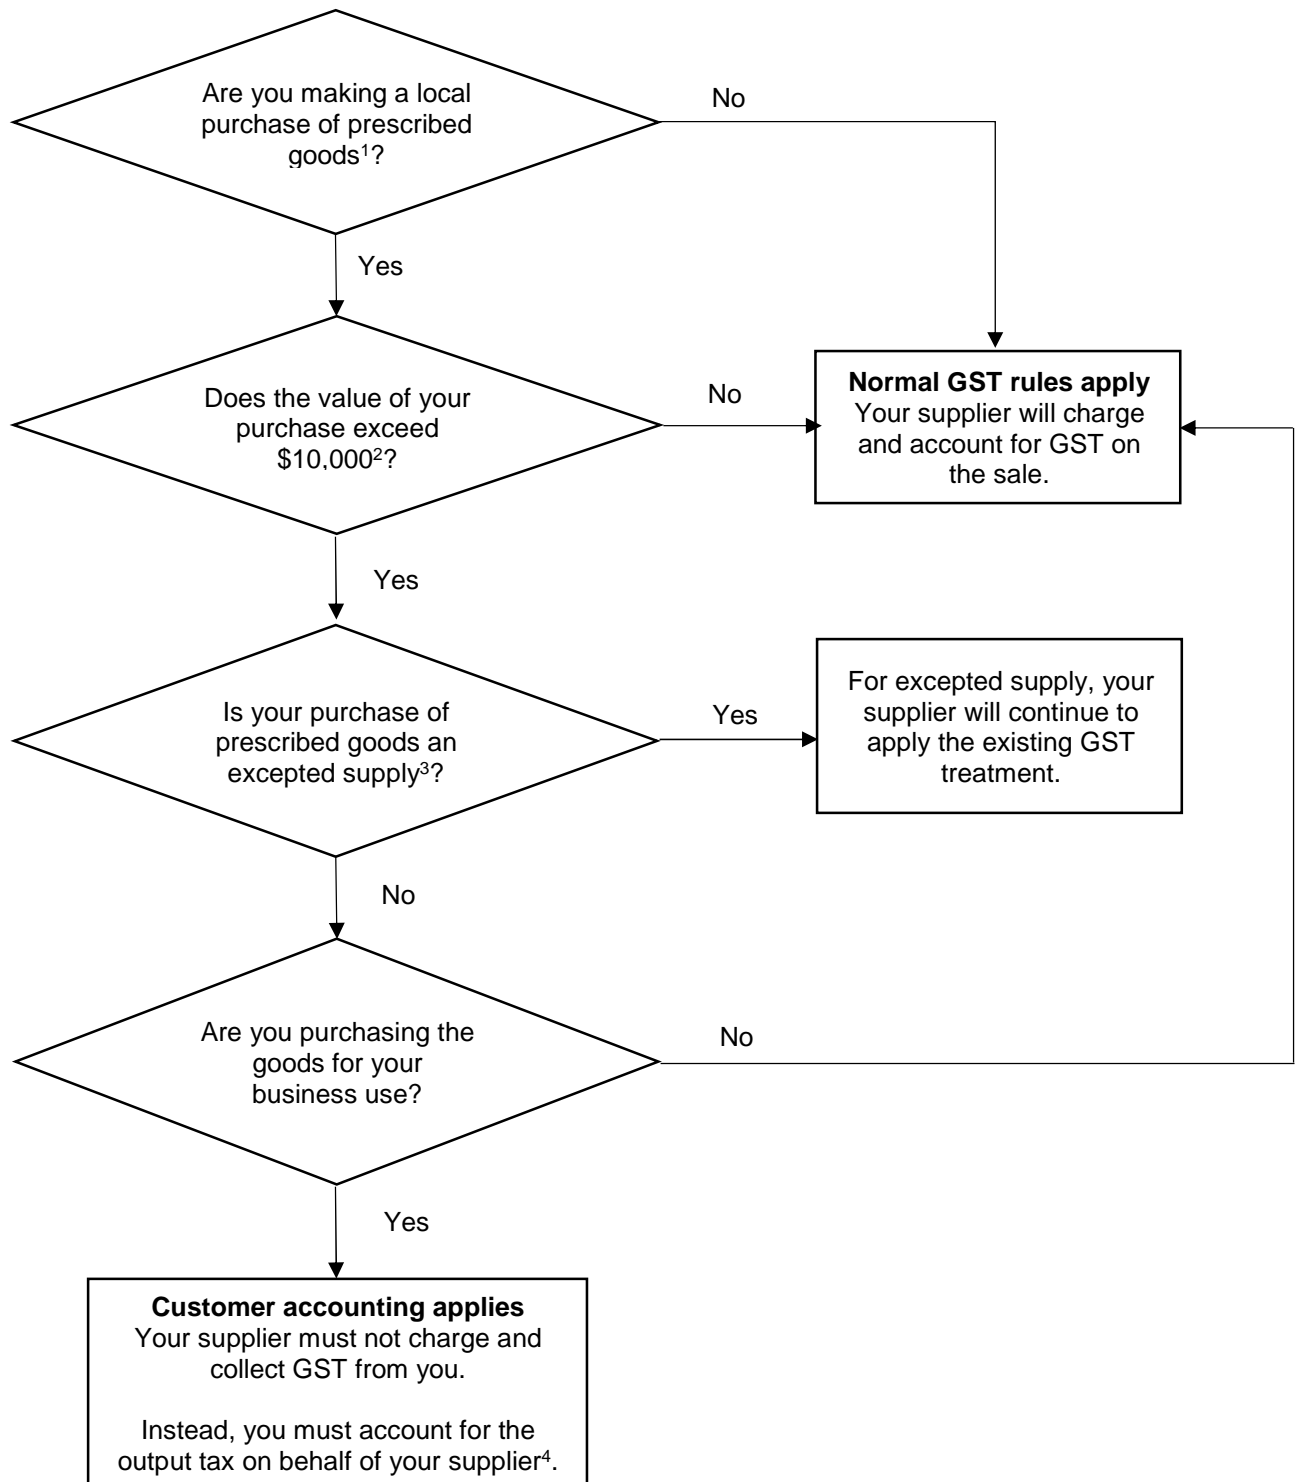 Are you making a local
purchase of prescribed
goods¹?
No
Yes
Does the value of your
purchase exceed
$10,000²?
No
Normal GST rules apply
Your supplier will charge
and account for GST on
the sale.
Yes
Is your purchase of
prescribed goods an
excepted supply³?
Yes
For excepted supply, your
supplier will continue to
apply the existing GST
treatment.
No
Are you purchasing the
goods for your
business use?
No
Yes
Customer accounting applies
Your supplier must not charge and
collect GST from you.
Instead, you must account for the
output tax on behalf of your supplier⁴.